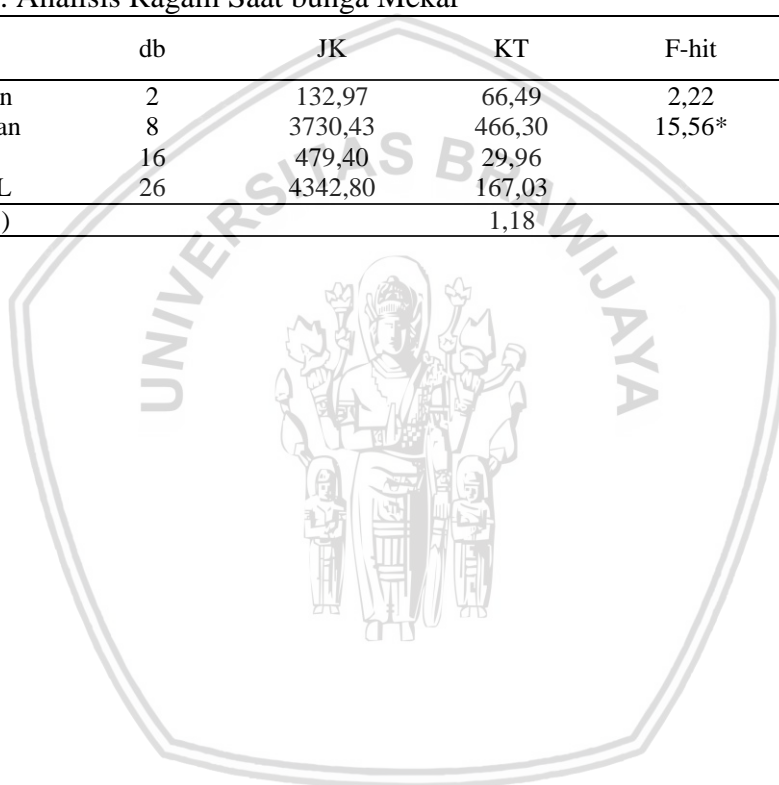 . Analisis Ragam Saat bunga Mekar
db JK KT F-hit
n 2 132,97 66,49 2,22
an 8 3730,43 466,30 15,56*
16 479,40 29,96
L 26 4342,80 167,03
) 1,18
UNIVERSITAS BRAWIJAYA